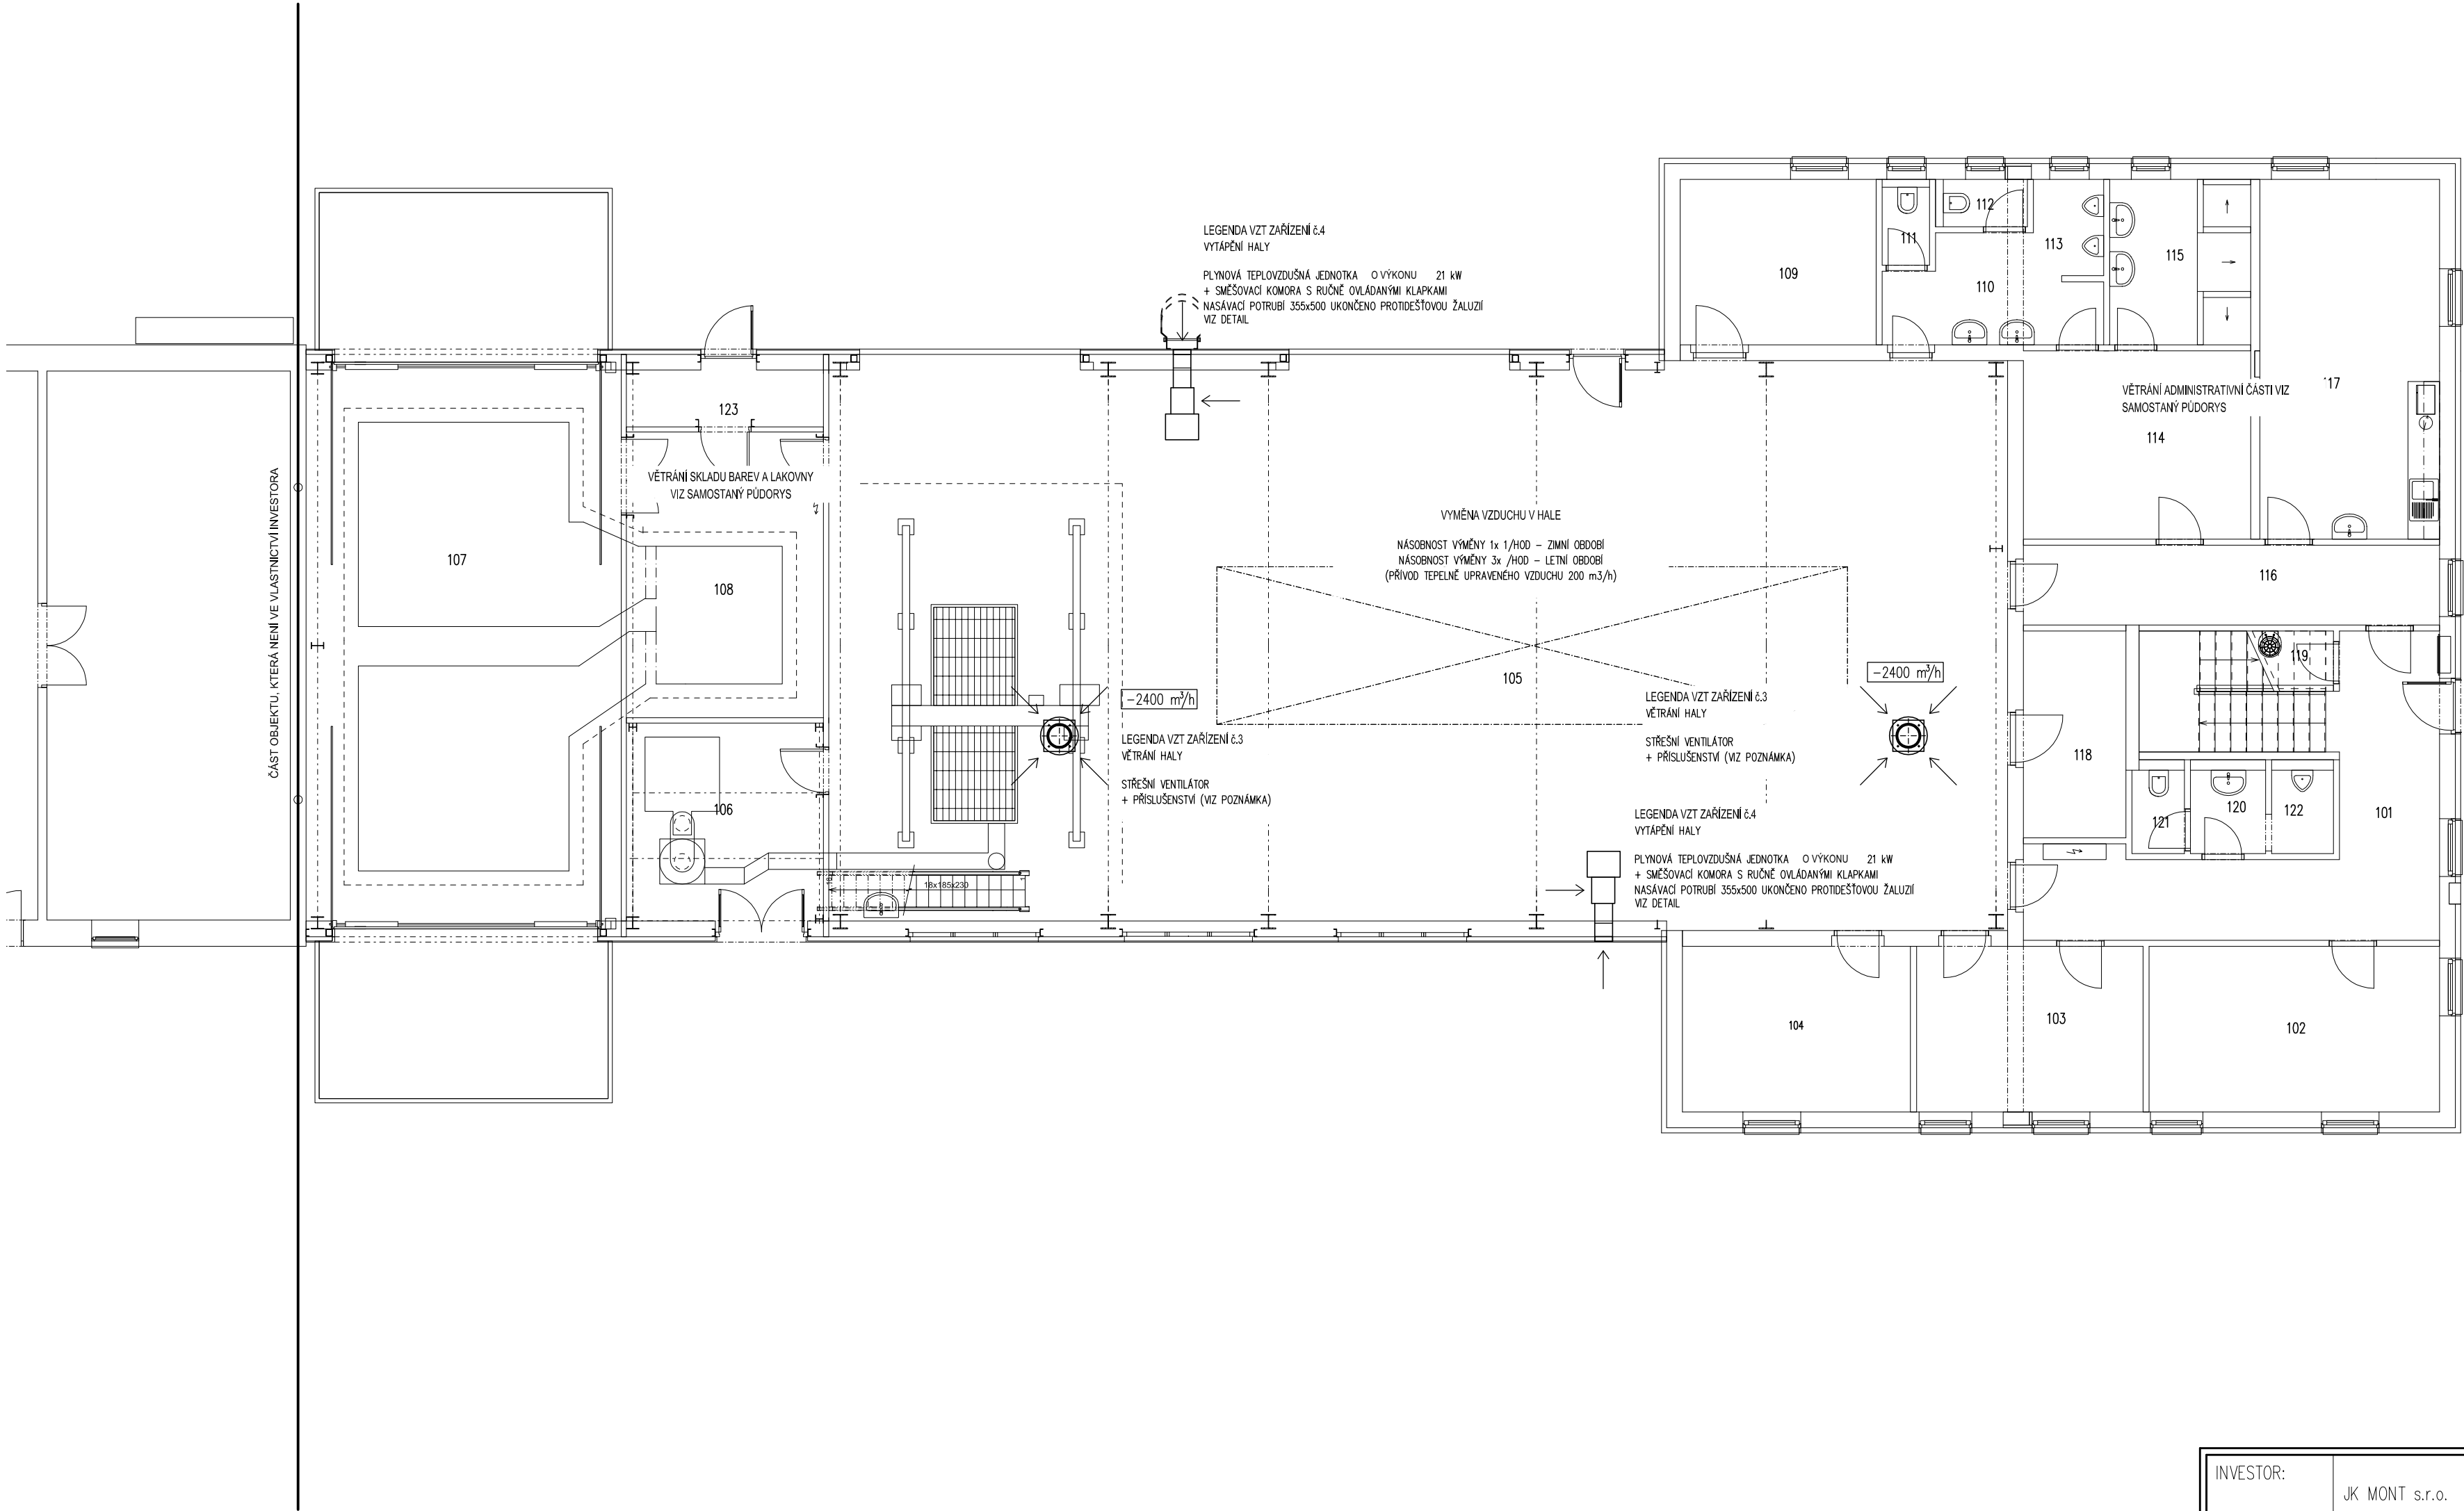 LEGENDA VZT ZAŘÍZENÍ č.4
VYTÁPĚNÍ HALY
PLYNOVÁ TEPLOVZDUŠNÁ JEDNOTKA O VÝKONU 21 kW
+ SMĚŠOVACÍ KOMORA S RUČNĚ OVLÁDANÝMI KLAPKAMI
NASÁVACÍ POTRUBÍ 355x500 UKONČENO PROTIDEŠŤOVOU ŽALUZIÍ
VIZ DETAIL
109
111
112
110
113
115
117
VĚTRÁNÍ ADMINISTRATIVNÍ ČÁSTI VIZ
SAMOSTANÝ PŮDORYS
114
116
123
VĚTRÁNÍ SKLADU BAREV A LAKOVNY
VIZ SAMOSTANÝ PŮDORYS
107
108
106
ČÁST OBJEKTU, KTERÁ NENÍ VE VLASTNICTVÍ INVESTORA
VYMĚNA VZDUCHU V HALE
NÁSOBNOST VÝMĚNY 1x 1/HOD – ZIMNÍ OBDOBÍ
NÁSOBNOST VÝMĚNY 3x /HOD – LETNÍ OBDOBÍ
(PŘÍVOD TEPELNĚ UPRAVENÉHO VZDUCHU 200 m3/h)
105
-2400 m³/h
LEGENDA VZT ZAŘÍZENÍ č.3
VĚTRÁNÍ HALY
STŘEŠNÍ VENTILÁTOR
+ PŘÍSLUŠENSTVÍ (VIZ POZNÁMKA)
-2400 m³/h
LEGENDA VZT ZAŘÍZENÍ č.3
VĚTRÁNÍ HALY
STŘEŠNÍ VENTILÁTOR
+ PŘÍSLUŠENSTVÍ (VIZ POZNÁMKA)
LEGENDA VZT ZAŘÍZENÍ č.4
VYTÁPĚNÍ HALY
PLYNOVÁ TEPLOVZDUŠNÁ JEDNOTKA O VÝKONU 21 kW
+ SMĚŠOVACÍ KOMORA S RUČNĚ OVLÁDANÝMI KLAPKAMI
NASÁVACÍ POTRUBÍ 355x500 UKONČENO PROTIDEŠŤOVOU ŽALUZIÍ
VIZ DETAIL
18x185x230
119
118
121
120
122
101
104
103
102
INVESTOR:
JK MONT s.r.o.